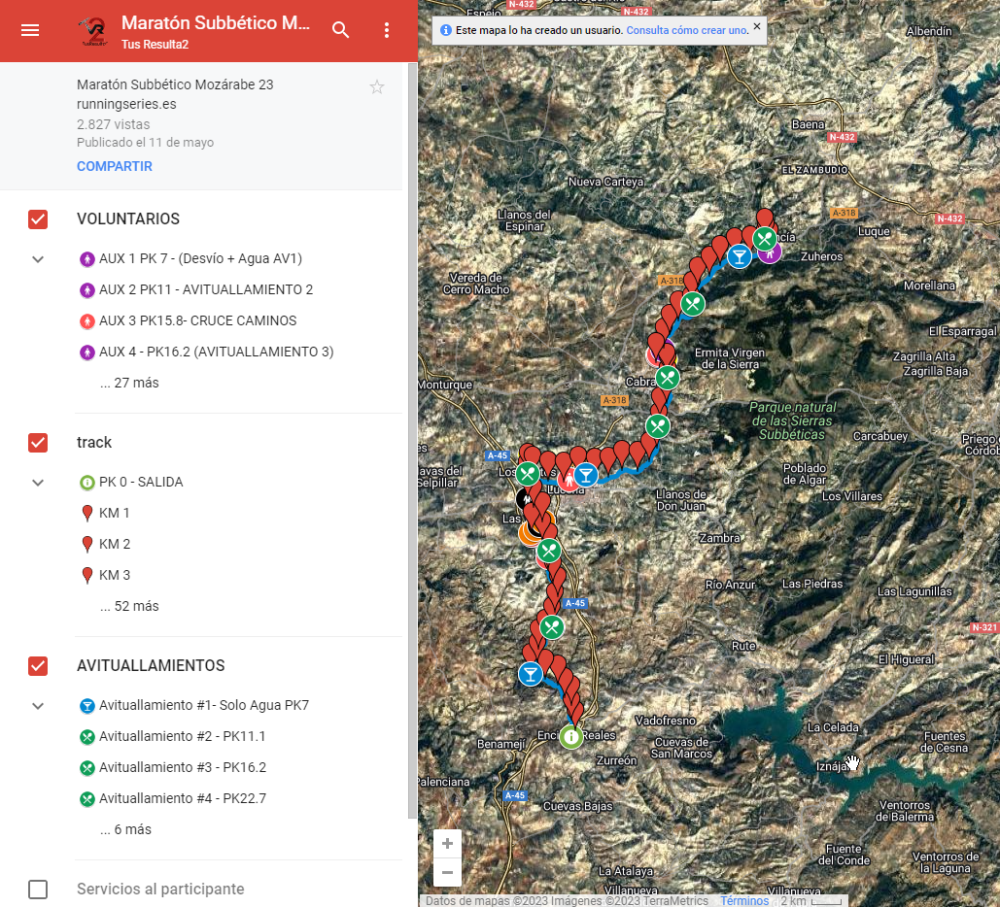 Maratón Subbético M...
Tus Resulta2
Maratón Subbético Mozárabe 23
runningseries.es
2.827 vistas
Publicado el 11 de mayo
COMPARTIR
VOLUNTARIOS
AUX 1 PK 7 - (Desvío + Agua AV1)
AUX 2 PK11 - AVITUALLAMIENTO 2
AUX 3 PK15.8- CRUCE CAMINOS
AUX 4 - PK16.2 (AVITUALLAMIENTO 3)
... 27 más
track
PK 0 - SALIDA
KM 1
KM 2
KM 3
... 52 más
AVITUALLAMIENTOS
Avituallamiento #1- Solo Agua PK7
Avituallamiento #2 - PK11.1
Avituallamiento #3 - PK16.2
Avituallamiento #4 - PK22.7
... 6 más
Servicios al participante
N-432
Espejo
N-432
Este mapa lo ha creado un usuario. Consulta cómo crear uno.
Albendín
Baena
N-432
EL ZAMBUDIO
Nueva Carteya
Llanos del
Espinar
A-318
N-432
Luque
Zuheros
Vereda de
Cerro Macho
A-318
Morellana
El Esparragal
Ermita Virgen
de la Sierra
Zagrilla Alta
Zagrilla Baja
Cabra
Monturque
A-318
Parque natural
de las Sierras
Subbéticas
Carcabuey
Priego
Córdob
A-45
Poblado
de Algar
Llanos de
Don Juan
Los Villares
Las
Zambra
Río Anzur
Las Piedras
Las Lagunillas
A-45
N-321
Rute
El Higueral
Vadofresno
La Celada
Benamejí
Enci Reales
Cuevas de
San Marcos
Fuentes
de Cesna
Zurreón
Iznája
Palenciana
A-45
Cuevas Bajas
Ventorros
de Balerma
Fuente
del Conde
Ventorros de
la Laguna
La Atalaya
Villanueva
Villanueva
Datos de mapas ©2023 Imágenes ©2023 TerraMetrics Términos 2 km